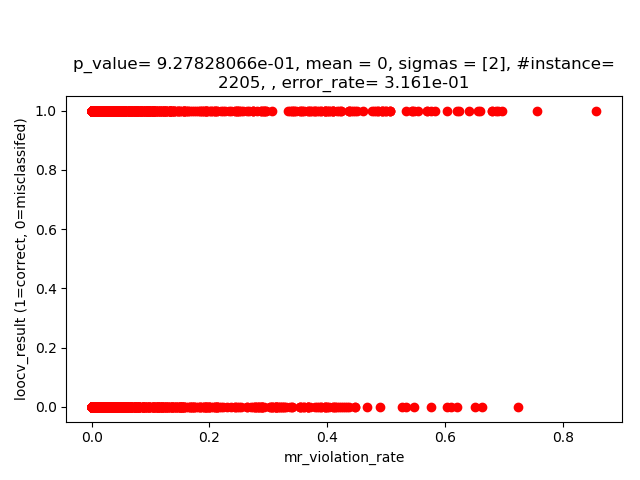 p_value= 9.27828066e-01, mean = 0, sigmas = [2], #instance=
2205, , error_rate= 3.161e-01
1.0
0.8
0.6
0.4
0.2
0.0
loocv_result (1=correct, 0=misclassifed)
0.0 0.2 0.4 0.6 0.8
mr_violation_rate